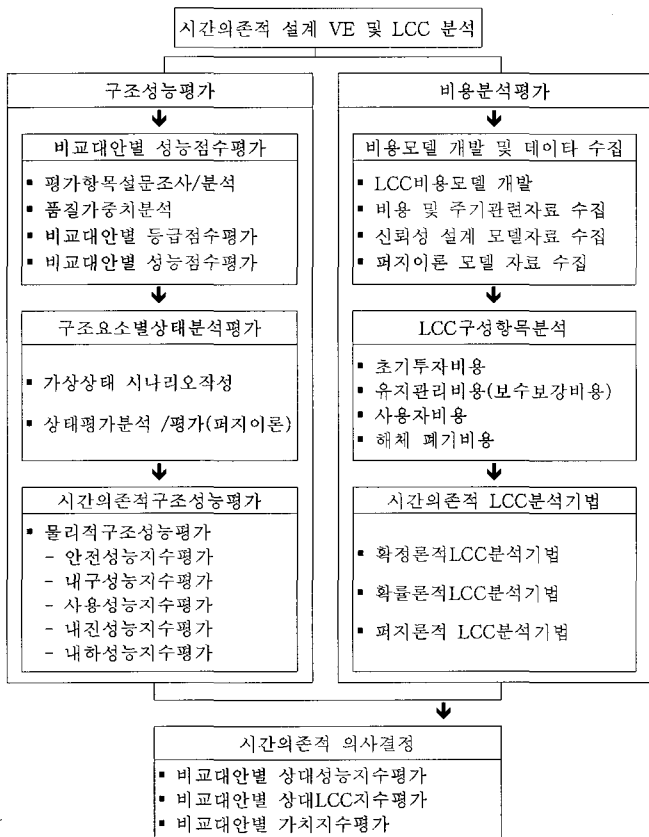 시간의존적 설계 VE 및 LCC 분석
구조성능평가
비교대안별 성능점수평가
▪ 평가항목설문조사/분석
▪ 품질가중치분석
▪ 비교대안별 등급점수평가
▪ 비교대안별 성능점수평가
구조요소별상태분석평가
▪ 가상상태 시나리오작성
▪ 상태평가분석 /평가(퍼지이론)
시간의존적구조성능평가
▪ 물리적구조성능평가
- 안전성능지수평가
- 내구성능지수평가
- 사용성능지수평가
- 내진성능지수평가
- 내하성능지수평가
비용분석평가
비용모델 개발 및 데이타 수집
▪ LCC비용모델 개발
▪ 비용 및 주기관련자료 수집
▪ 신뢰성 설계 모델자료 수집
▪ 퍼지이론 모델 자료 수집
LCC구성항목분석
▪ 초기투자비용
▪ 유지관리비용(보수보강비용)
▪ 사용자비용
▪ 해체 폐기비용
시간의존적 LCC분석기법
▪ 확정론적LCC분석기법
▪ 확률론적LCC분석기법
▪ 퍼지론적 LCC분석기법
시간의존적 의사결정
▪ 비교대안별 상대성능지수평가
▪ 비교대안별 상대LCC지수평가
▪ 비교대안별 가치지수평가